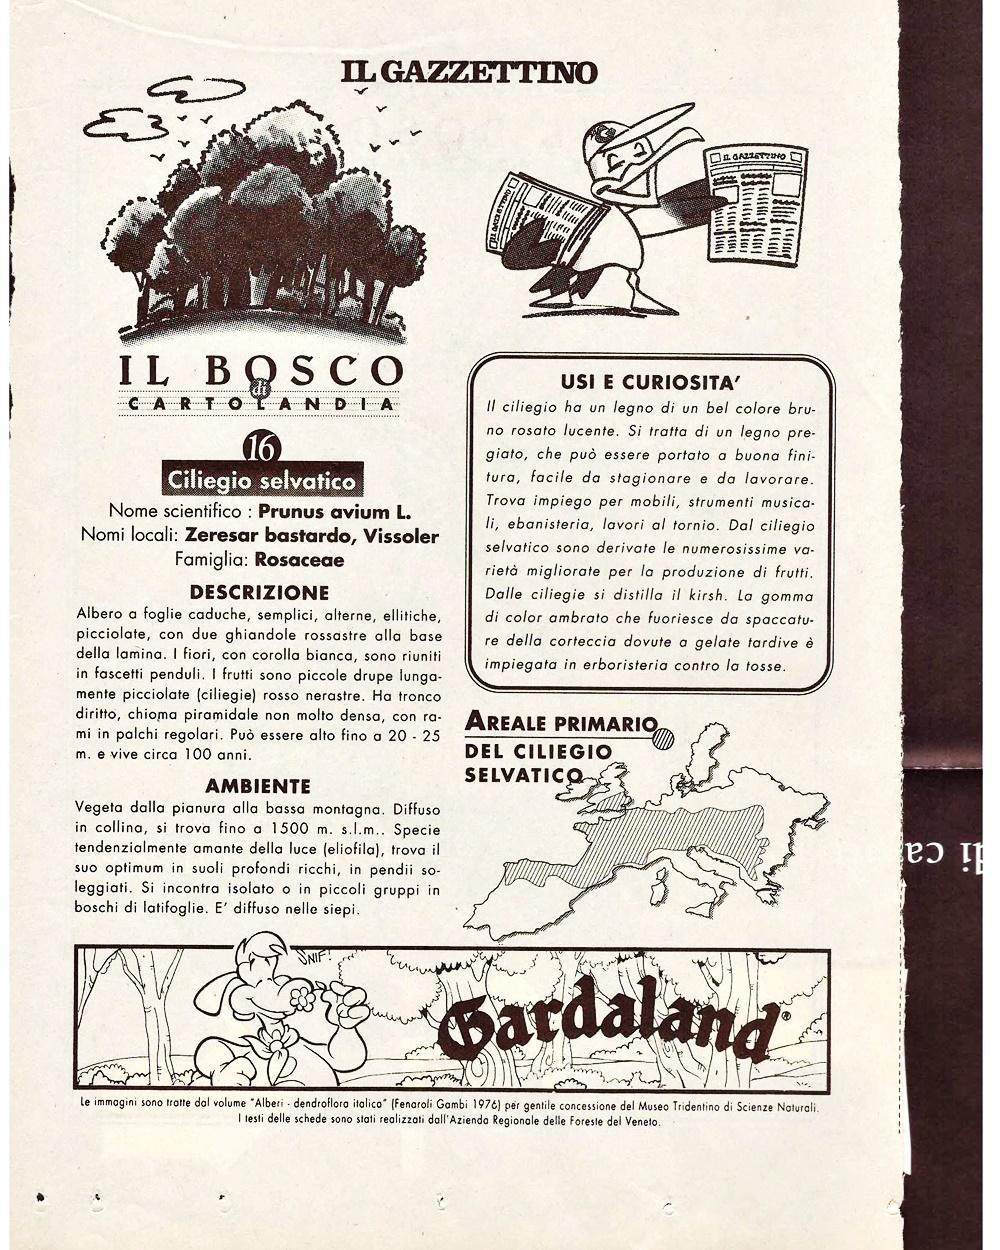 IL GAZZETTINO
IL GAZZETTINO
IL GAZZETTINO
IL BOSCO
di
CARTOLANDIA
16
Ciliegio selvatico
Nome scientifico : Prunus avium L.
Nomi locali: Zeresar bastardo, Vissoler
Famiglia: Rosaceae
DESCRIZIONE
Albero a foglie caduche, semplici, alterne, ellitiche,
picciolate, con due ghiandole rossastre alla base
della lamina. I fiori, con corolla bianca, sono riuniti
in fascetti penduli. I frutti sono piccole drupe lunga-
mente picciolate (ciliegie) rosso nerastre. Ha tronco
diritto, chioma piramidale non molto densa, con ra-
mi in palchi regolari. Può essere alto fino a 20 - 25
m. e vive circa 100 anni.
AMBIENTE
Vegeta dalla pianura alla bassa montagna. Diffuso
in collina, si trova fino a 1500 m. s.l.m.. Specie
tendenzialmente amante della luce (eliofila), trova il
suo optimum in suoli profondi ricchi, in pendii so-
leggiati. Si incontra isolato o in piccoli gruppi in
boschi di latifoglie. E' diffuso nelle siepi.
USI E CURIOSITA'
Il ciliegio ha un legno di un bel colore bru-
no rosato lucente. Si tratta di un legno pre-
giato, che può essere portato a buona fini-
tura, facile da stagionare e da lavorare.
Trova impiego per mobili, strumenti musica-
li, ebanisteria, lavori al tornio. Dal ciliegio
selvatico sono derivate le numerosissime va-
rietà migliorate per la produzione di frutti.
Dalle ciliegie si distilla il kirsh. La gomma
di color ambrato che fuoriesce da spaccatu-
re della corteccia dovute a gelate tardive è
impiegata in erboristeria contro la tosse.
AREALE PRIMARIO
DEL CILIEGIO
SELVATICO
SNIF!
Gardaland®
Le immagini sono tratte dal volume "Alberi - dendroflora italica" (Fenaroli Gambi 1976) per gentile concessione del Museo Tridentino di Scienze Naturali.
I testi delle schede sono stati realizzati dall'Azienda Regionale delle Foreste del Veneto.
di ca